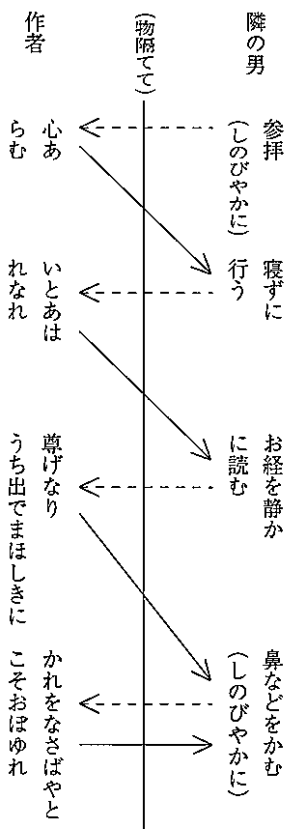 隣の男
参拝
(しのびやかに)
寝ずに
行う
お経を静か
に読む
鼻などをかむ
(しのびやかに)
(物隔てて)
作者
心あ
らむ
いとあは
れなれ
尊げなり
うち出でまほしきに
かれをなさばやと
こそおぼゆれ